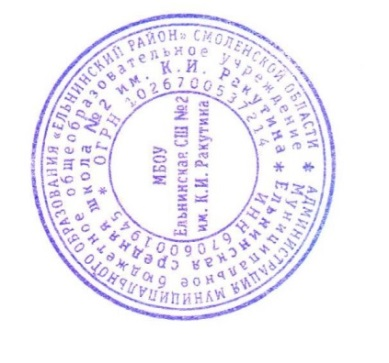 АДМИНИСТРАЦИЯ МУНИЦИПАЛЬНОГО ОБРАЗОВАНИЯ «ЕЛЬНИНСКИЙ РАЙОН» СМОЛЕНСКОЙ ОБЛАСТИ *
Муниципальное бюджетное общеобразовательное учреждение
Ельнинская средняя школа №2 им. К.И. Ракутина *
ИНН 6706001195 * ОГРН 1026700537214
МБОУ
Ельнинская СШ №2
им. К.И. Ракутина